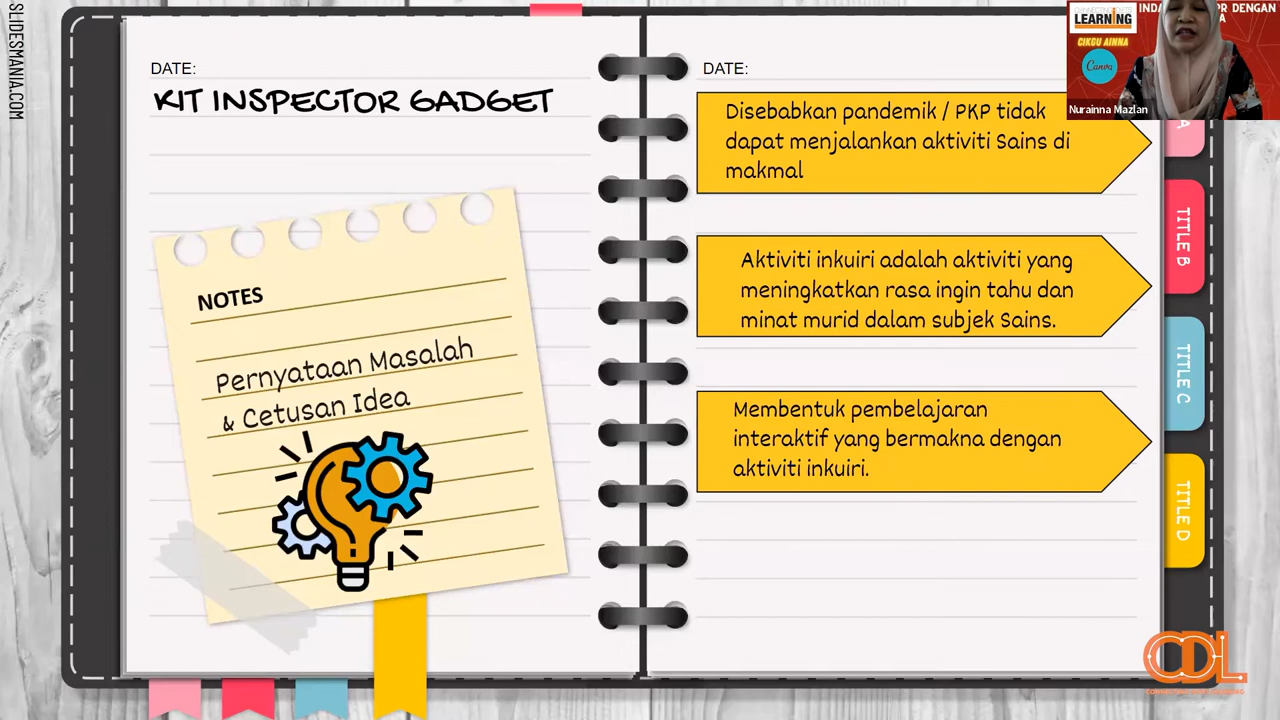 SLIDESMANIA.COM
DATE:
KIT INSPECTOR GADGET
NOTES
Pernyataan Masalah
& Cetusan Idea
DATE:
Disebabkan pandemik / PKP tidak
dapat menjalankan aktiviti Sains di
makmal
Aktiviti inkuiri adalah aktiviti yang
meningkatkan rasa ingin tahu dan
minat murid dalam subjek Sains.
Membentuk pembelajaran
interaktif yang bermakna dengan
aktiviti inkuiri.
LEARNING
CIKGU AINNA
Canva
DENGAN
Nurainna Mazlan
A
TITLE B
TITLE C
TITLE D
CDL